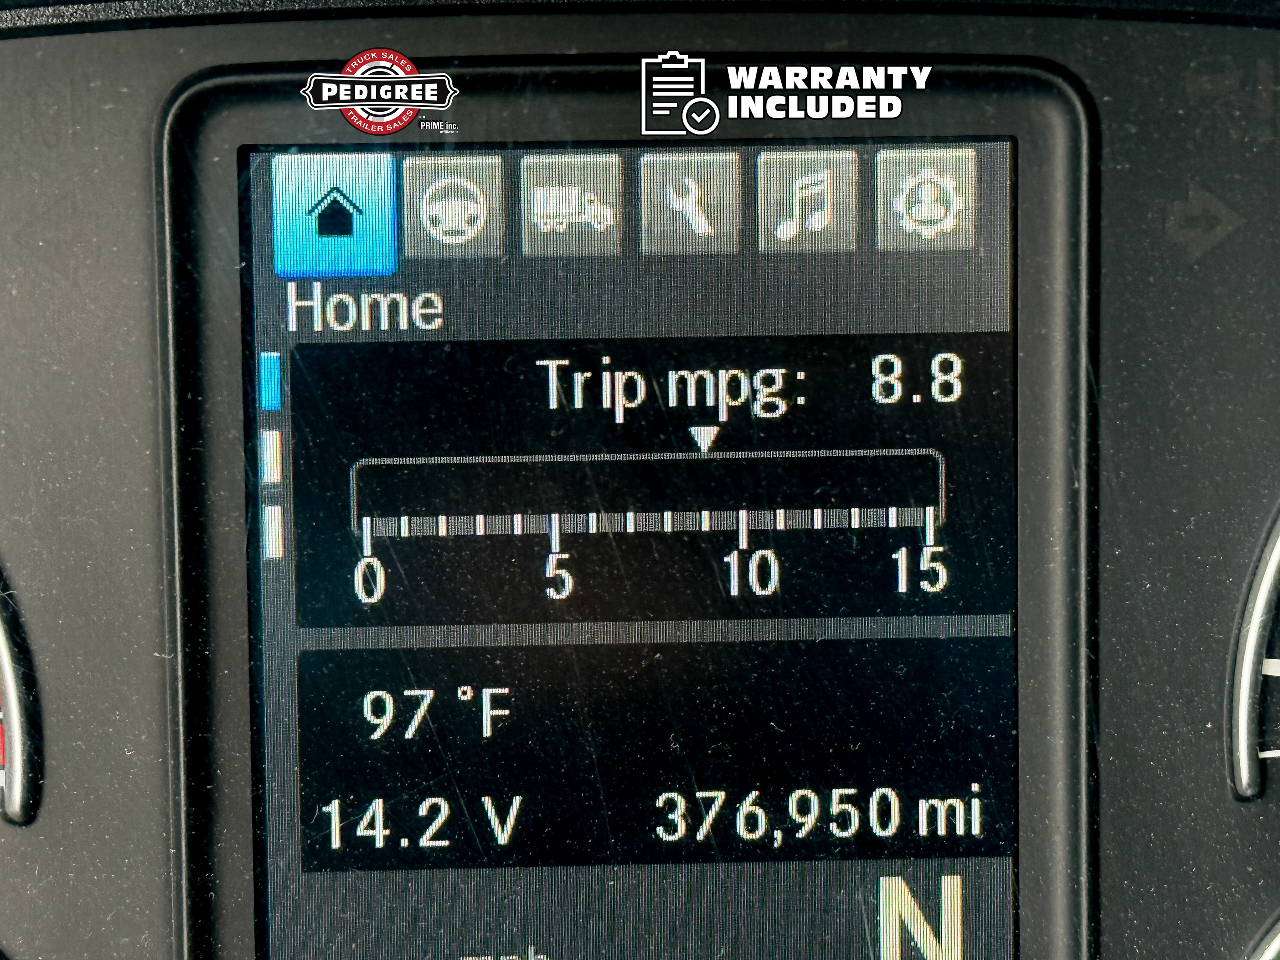 TRUCK SALES
PEDIGREE
TRAILER SALES
PRIME inc.
WARRANTY
INCLUDED
Home
Trip mpg: 8.8
0 5 10 15
97 °F
14.2 V 376,950 mi
N